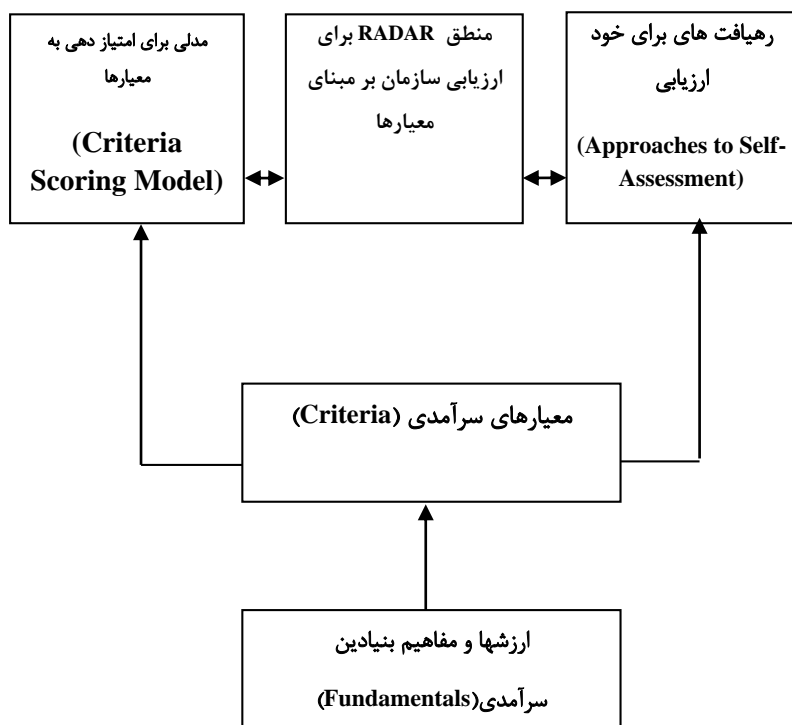 رهیافت های برای خود
ارزیابی
(Approaches to Self-
Assessment)
منطق RADAR برای
ارزیابی سازمان بر مبنای
معیارها
مدلی برای امتیاز دهی به
معیارها
(Criteria
Scoring Model)
معیارهای سرآمدی (Criteria)
ارزشها و مفاهیم بنیادین
سرآمدی(Fundamentals)